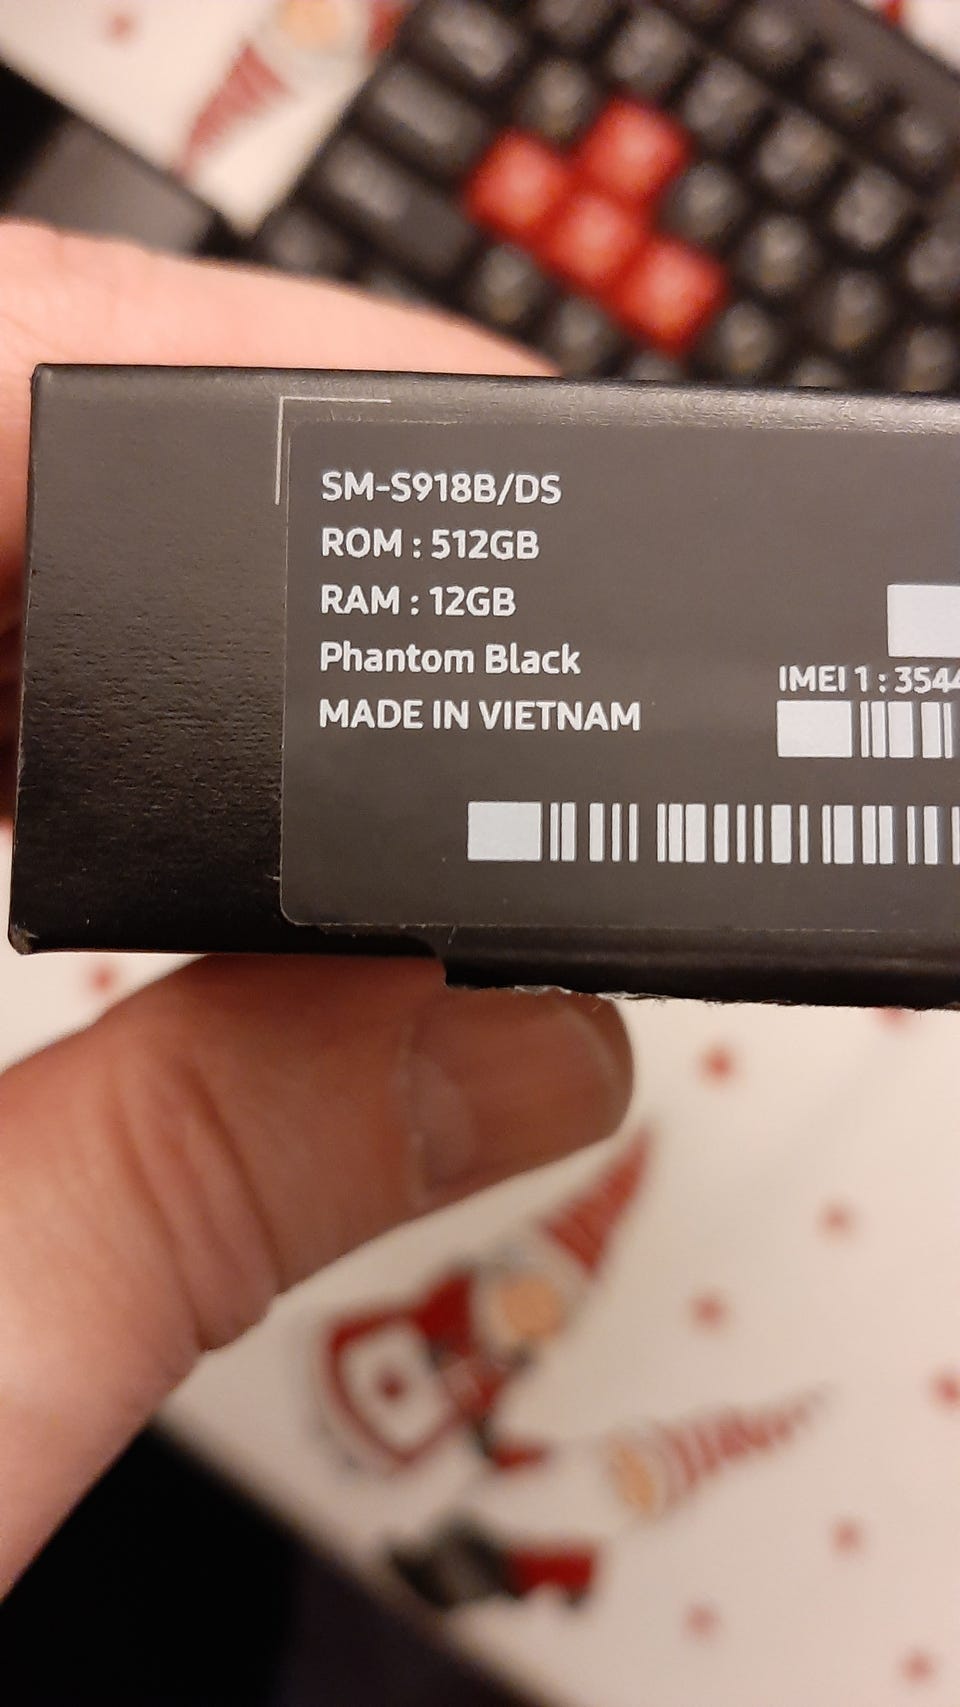 SM-S918B/DS
ROM : 512GB
RAM : 12GB
Phantom Black
MADE IN VIETNAM
IMEI 1 : 3544